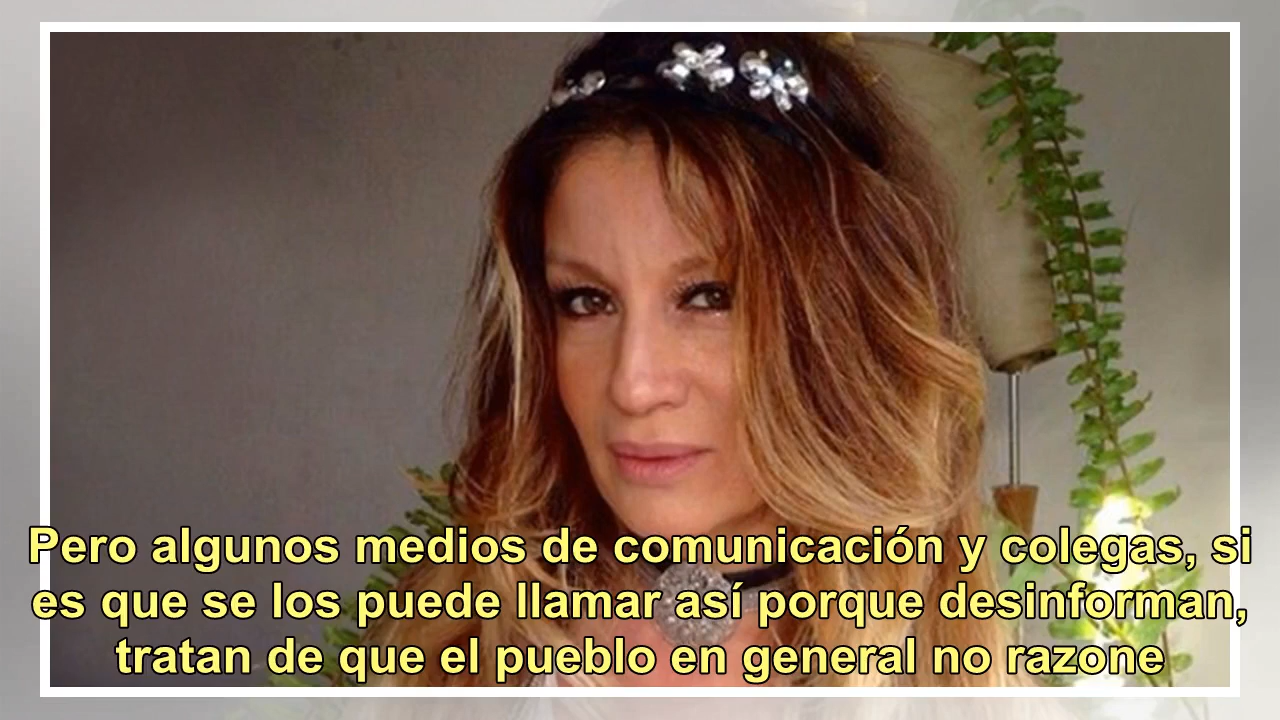 Pero algunos medios de comunicación y colegas, si
es que se los puede llamar así porque desinforman,
tratan de que el pueblo en general no razone